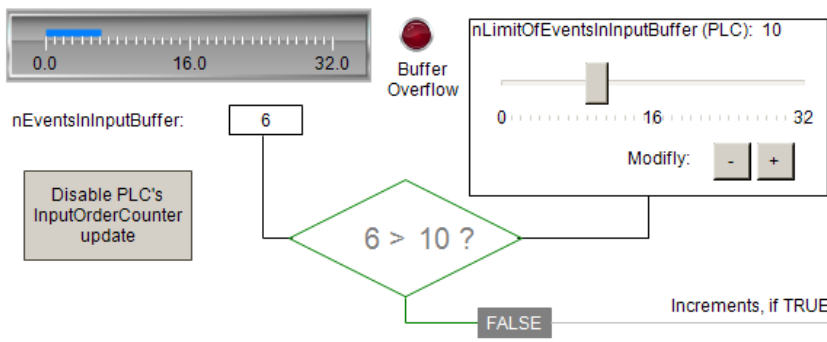 0.0 16.0 32.0
Buffer
Overflow
nLimitOfEventsInInputBuffer (PLC): 10
0 16 32
Modifly: - +
nEventsInInputBuffer: 6
Disable PLC's
InputOrderCounter
update
6 > 10 ?
FALSE
Increments, if TRUE